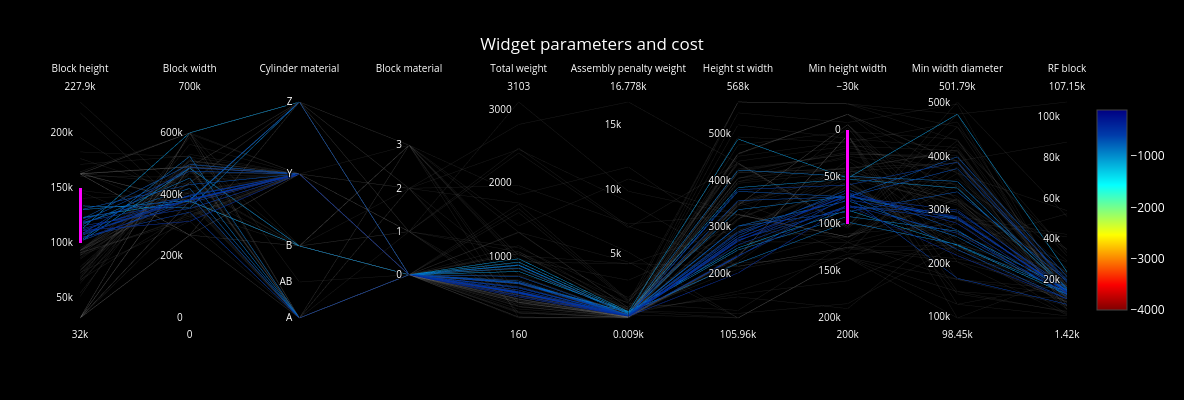 Widget parameters and cost
Block height Block width Cylinder material Block material Total weight Assembly penalty weight Height st width Min height width Min width diameter RF block
227.9k 700k 3103 16.778k 568k −30k 501.79k 107.15k
200k 150k 100k 50k
600k 400k 200k 0
Z Y B AB A
3 2 1 0
3000 2000 1000
15k 10k 5k
500k 400k 300k 200k
0 50k 100k 150k 200k
500k 400k 300k 200k 100k
100k 80k 60k 40k 20k
−1000 −2000 −3000 −4000
32k 0 160 0.009k 105.96k 200k 98.45k 1.42k